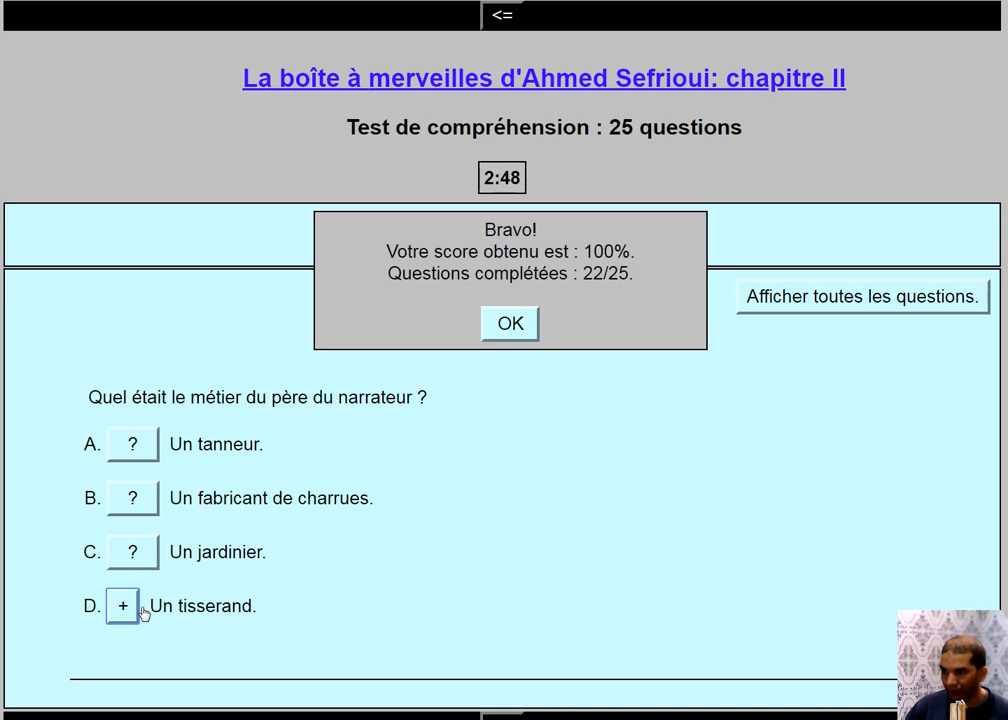 <=
La boîte à merveilles d'Ahmed Sefrioui: chapitre II
Test de compréhension : 25 questions
2:48
Bravo!
Votre score obtenu est : 100%.
Questions complétées : 22/25.
OK
Afficher toutes les questions.
Quel était le métier du père du narrateur ?
A. ? Un tanneur.
B. ? Un fabricant de charrues.
C. ? Un jardinier.
D. + Un tisserand.